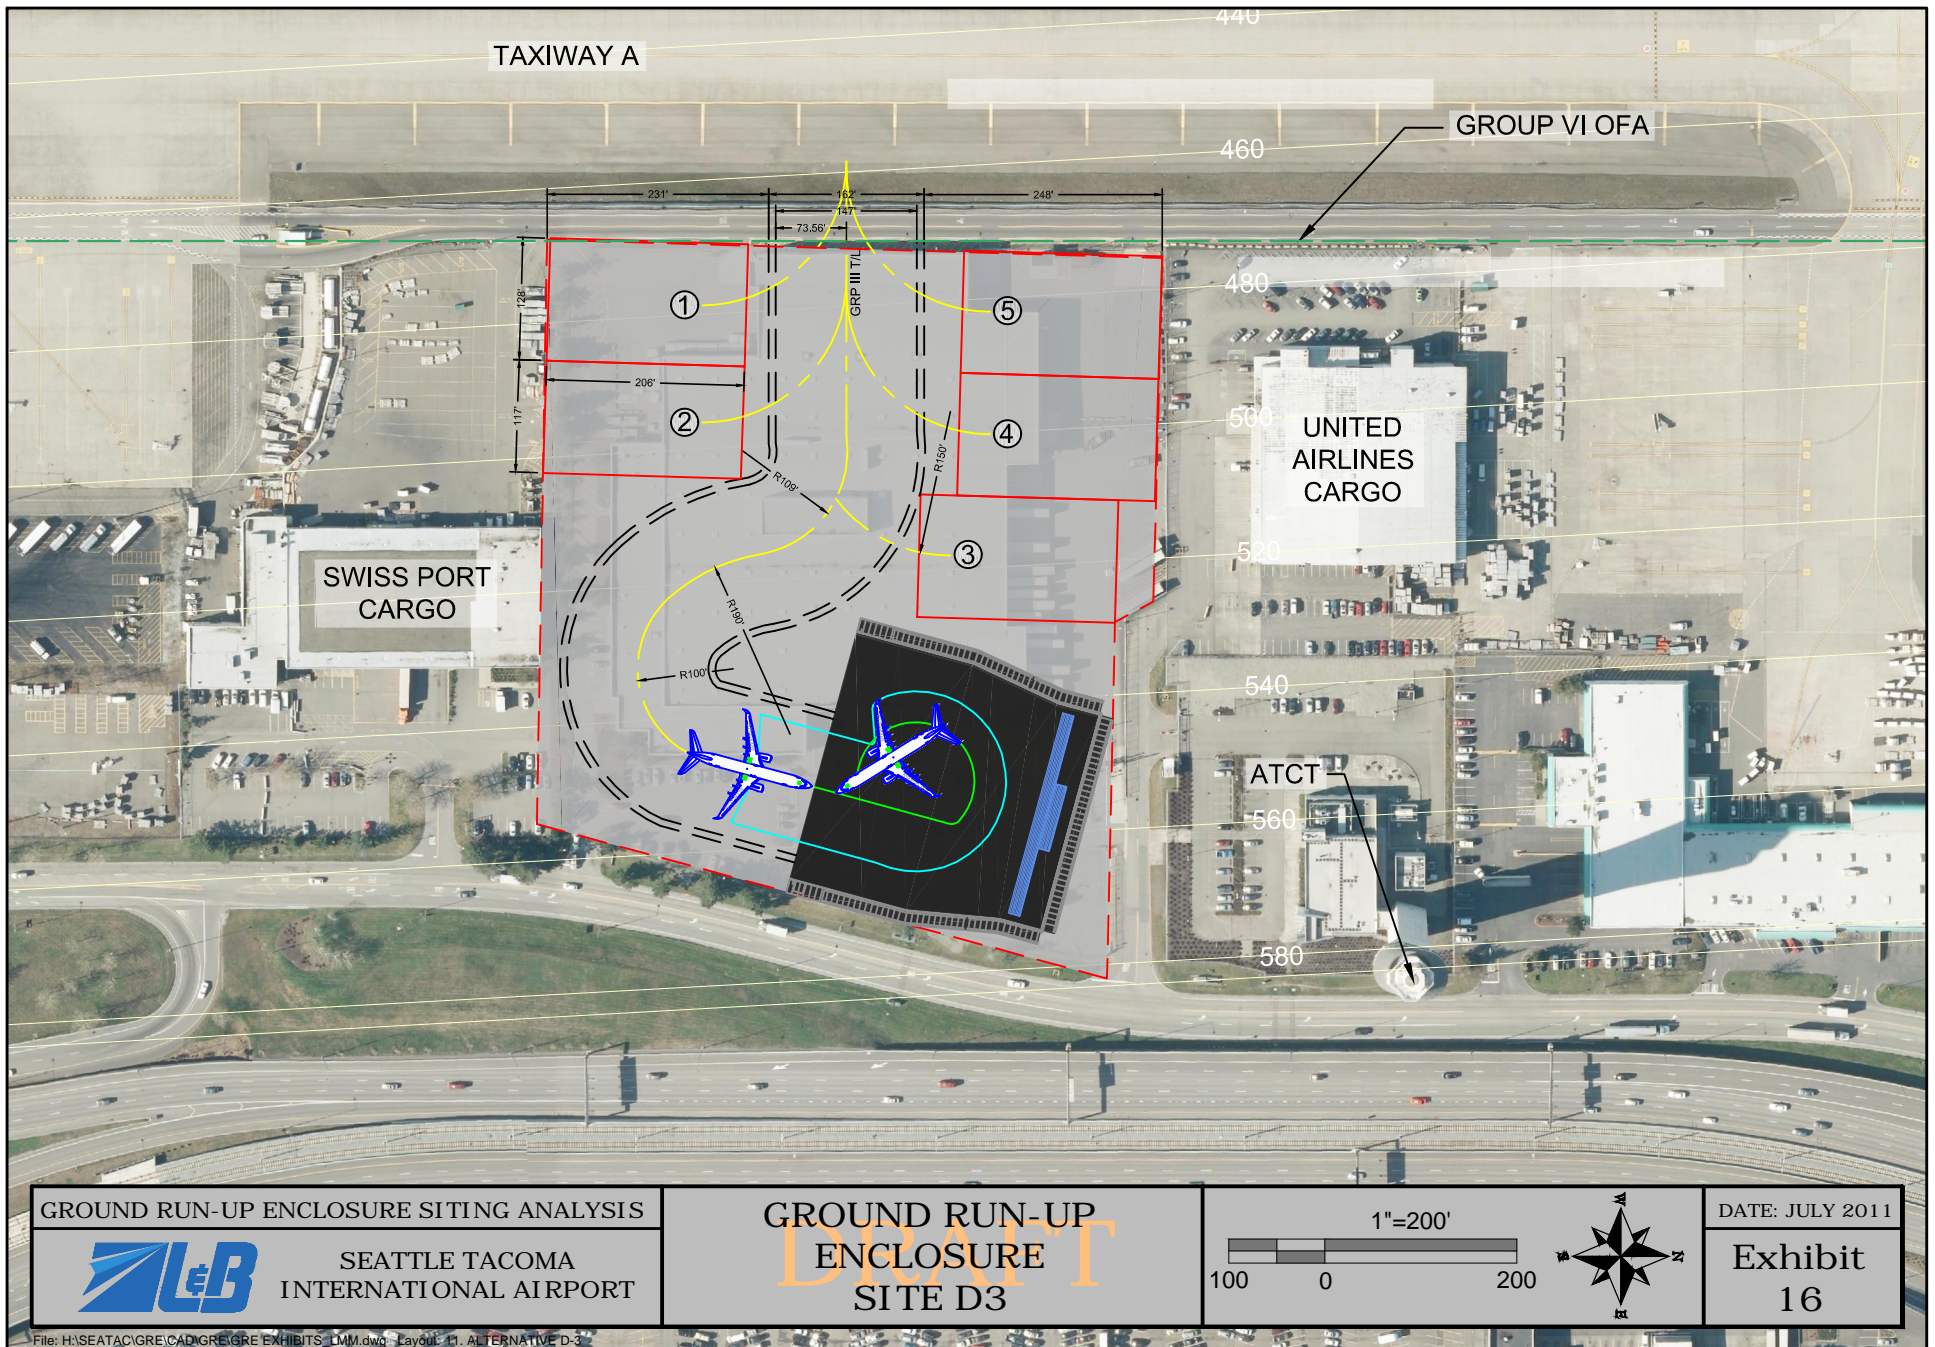 440
TAXIWAY A
GROUP VI OFA
460
231'
162'
248'
147'
73.56'
GRP III T/L
480
128'
1
5
206'
117'
2
4
500
R150'
R109'
UNITED
AIRLINES
CARGO
3
520
SWISS PORT
CARGO
R190'
R100'
540
ATCT
560
580
GROUND RUN-UP ENCLOSURE SITING ANALYSIS
L&B
SEATTLE TACOMA
INTERNATIONAL AIRPORT
DRAFT
GROUND RUN-UP
ENCLOSURE
SITE D3
1"=200'
100 0 200
W
S
N
E
DATE: JULY 2011
Exhibit
16
File: H:\SEATAC\GRE\CAD\GRE\GRE EXHIBITS_LMM.dwg Layout: 11. ALTERNATIVE D-3